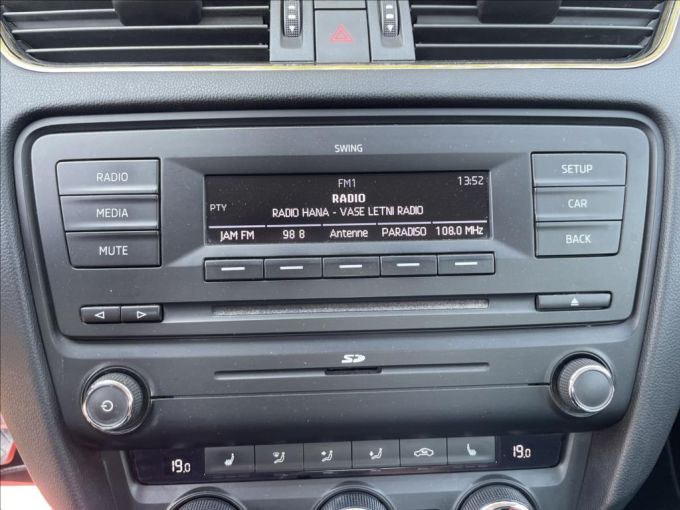 SWING
RADIO
MEDIA
MUTE
FM1 13:52
RADIO
PTY
RADIO HANA - VASE LETNI RADIO
JAM FM 98 8 Antenne PARADISO 108.0 MHz
SETUP
CAR
BACK
SD
19.0 19.0